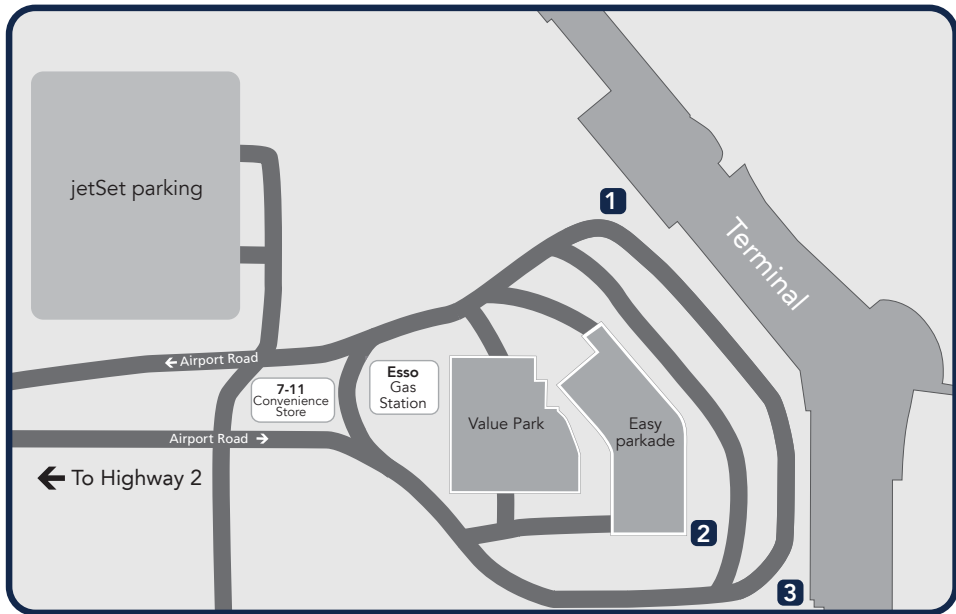 jetSet parking
1
Terminal
← Airport Road
7-11
Convenience
Store
Esso
Gas
Station
Value Park
Easy
parkade
Airport Road →
← To Highway 2
2
3